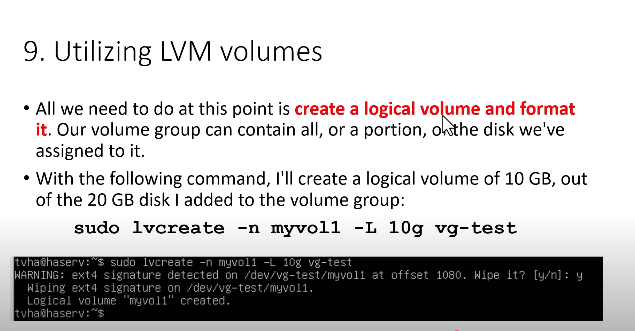 9. Utilizing LVM volumes
• All we need to do at this point is create a logical volume and format
it. Our volume group can contain all, or a portion, of the disk we've
assigned to it.
• With the following command, I'll create a logical volume of 10 GB, out
of the 20 GB disk I added to the volume group:
sudo lvcreate -n myvol1 -L 10g vg-test
tvha@haserv:~$ sudo lvcreate -n myvol1 -L 10g vg-test
WARNING: ext4 signature detected on /dev/vg-test/myvol1 at offset 1080. Wipe it? [y/n]: y
Wiping ext4 signature on /dev/vg-test/myvol1.
Logical volume "myvol1" created.
tvha@haserv:~$